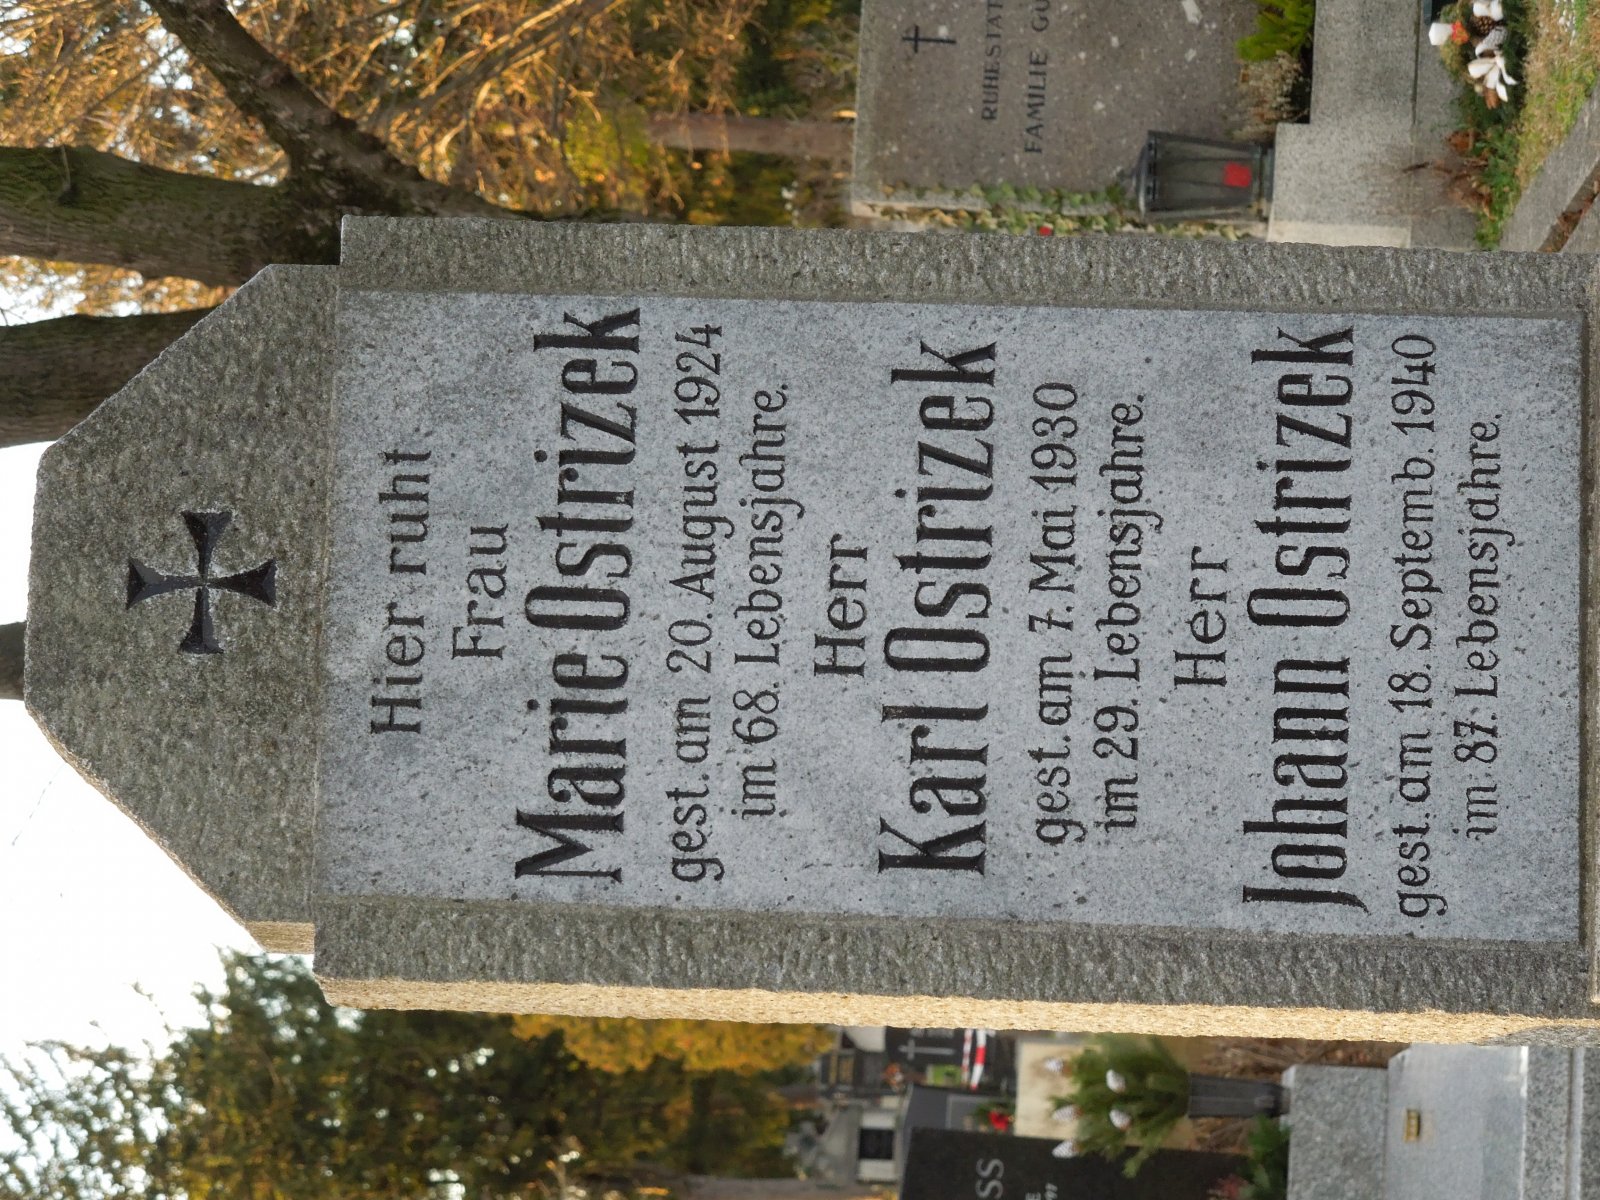 Hier ruht
Frau
Marie Ostrizek
gest. am 20. August 1924
im 68. Lebensjahre.
Herr
Karl Ostrizek
gest. am 7. Mai 1930
im 29. Lebensjahre.
Herr
Johann Ostrizek
gest. am 18. Septemb. 1940
im 87. Lebensjahre.
FAMILIE